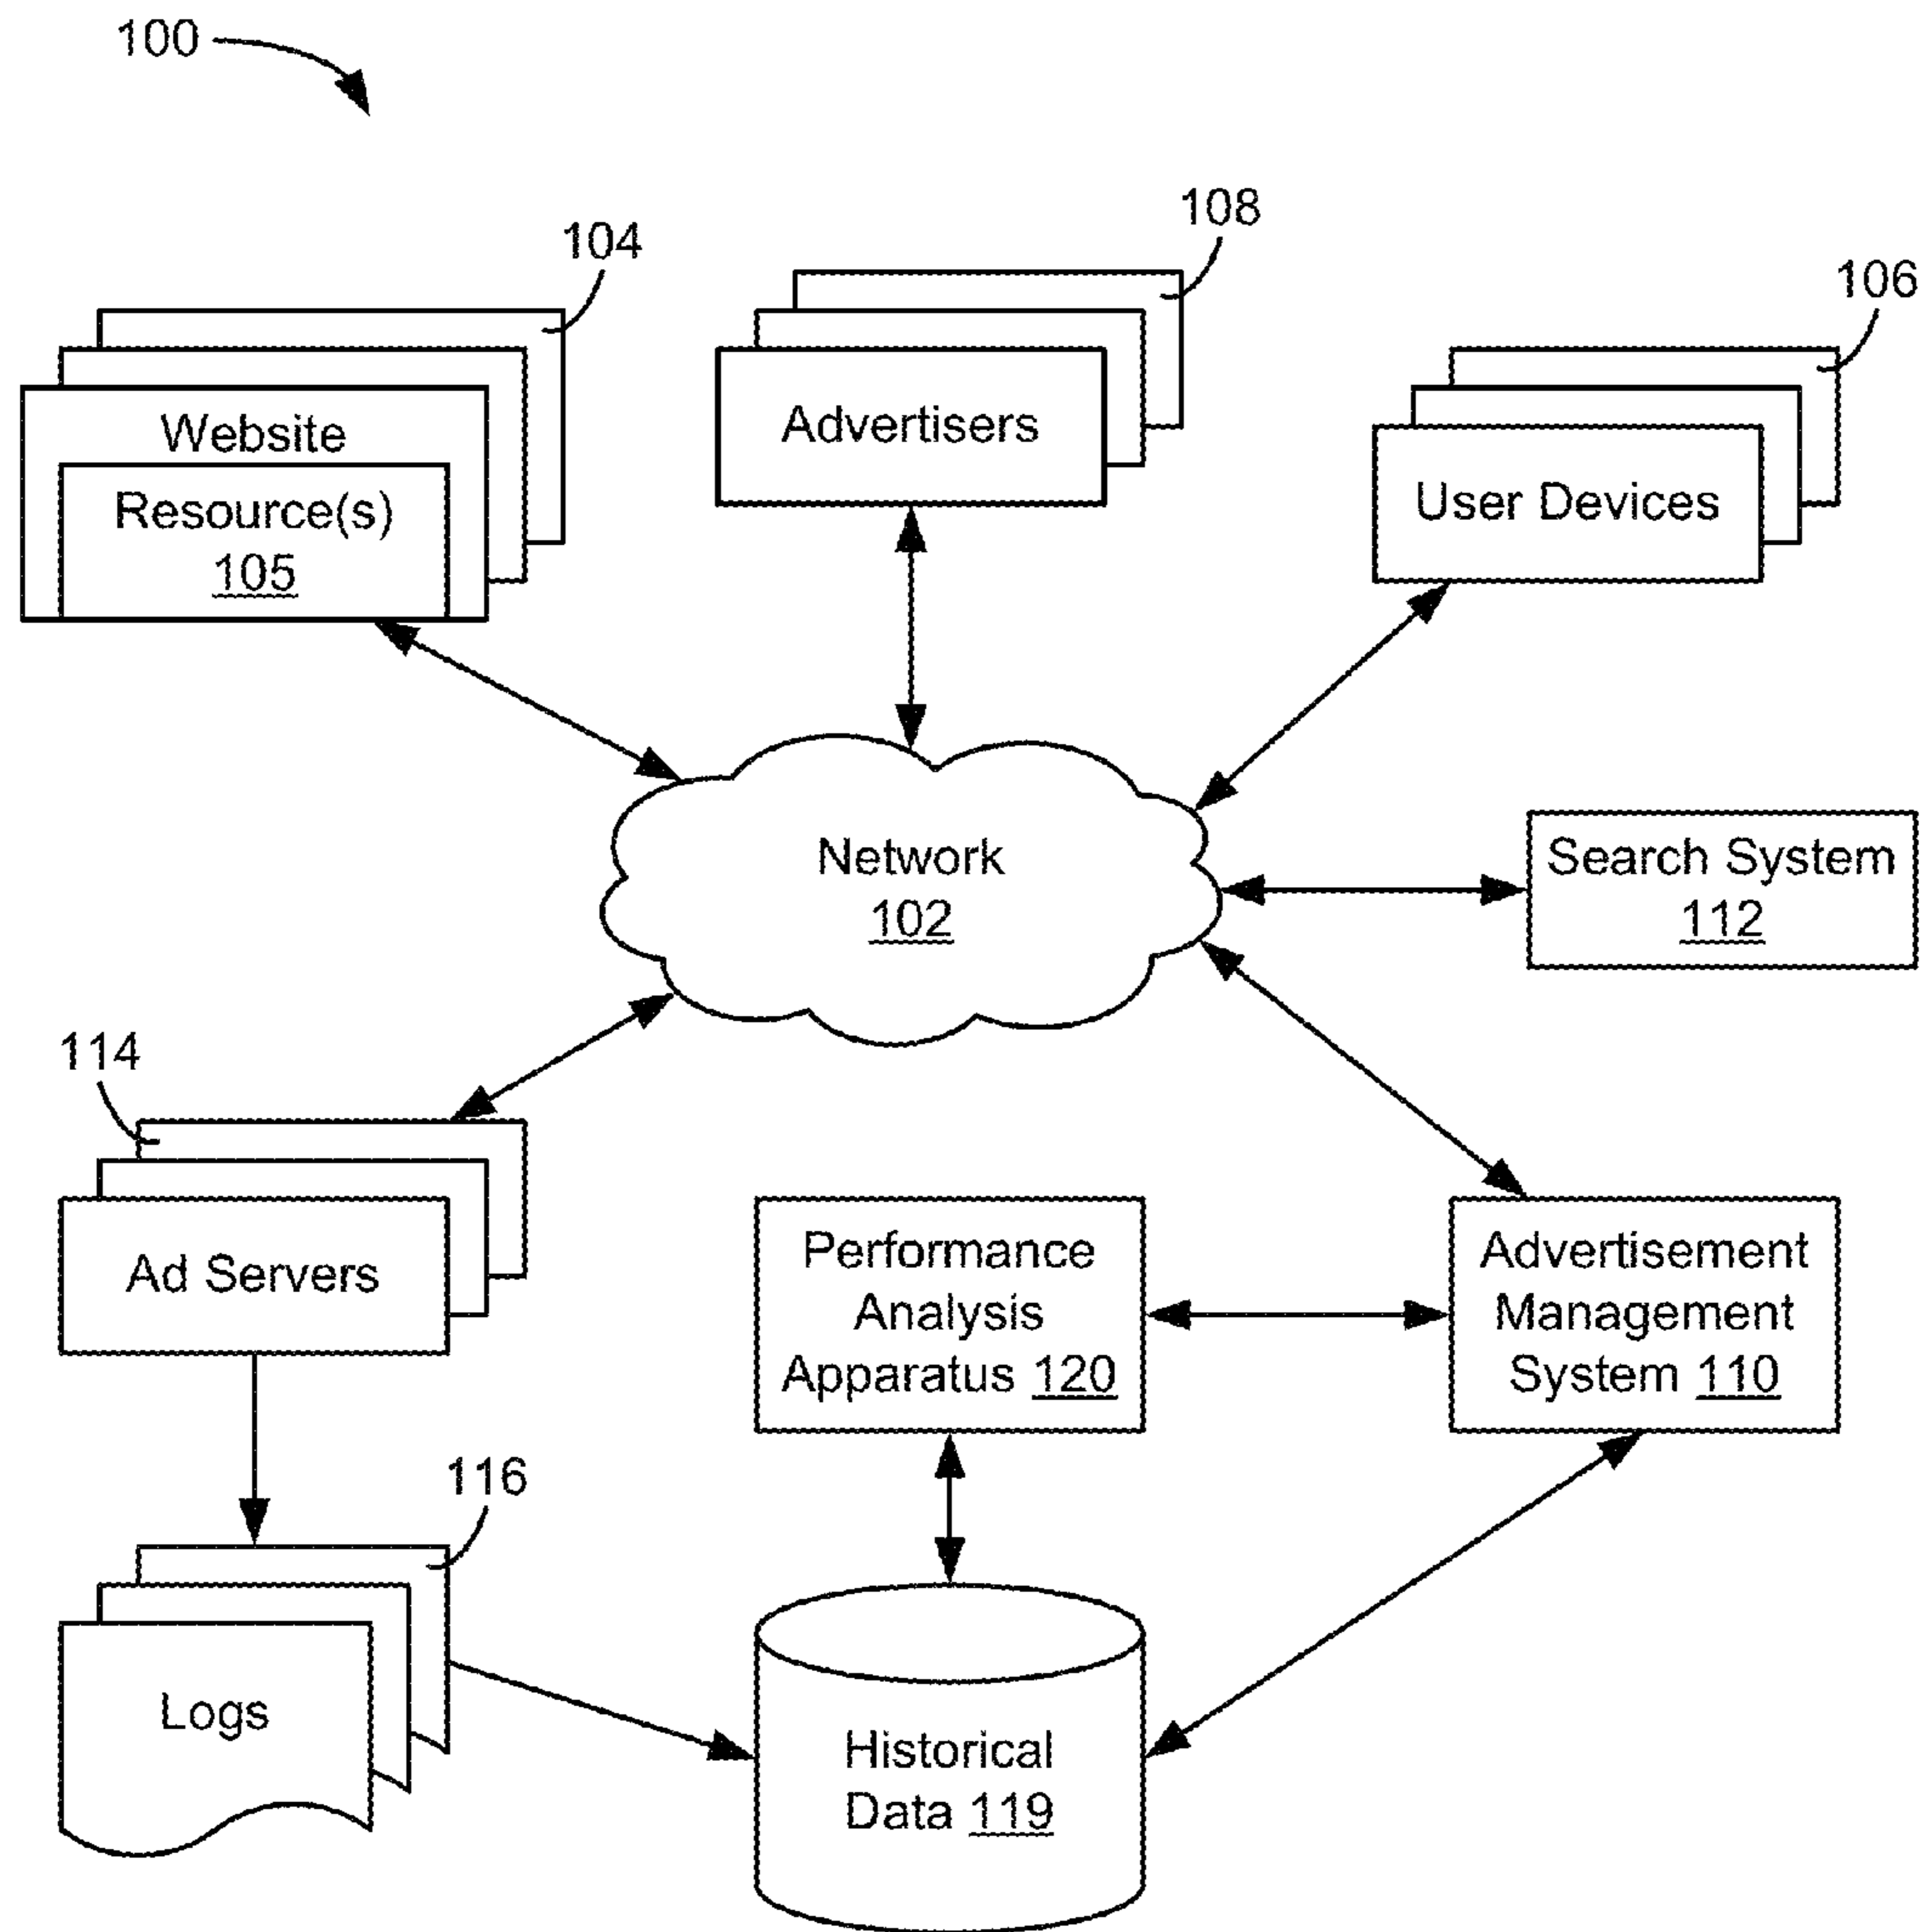 100
104
108
106
Website
Resource(s)
105
Advertisers
User Devices
Network
102
Search System
112
114
Ad Servers
Performance
Analysis
Apparatus 120
Advertisement
Management
System 110
116
Logs
Historical
Data 119